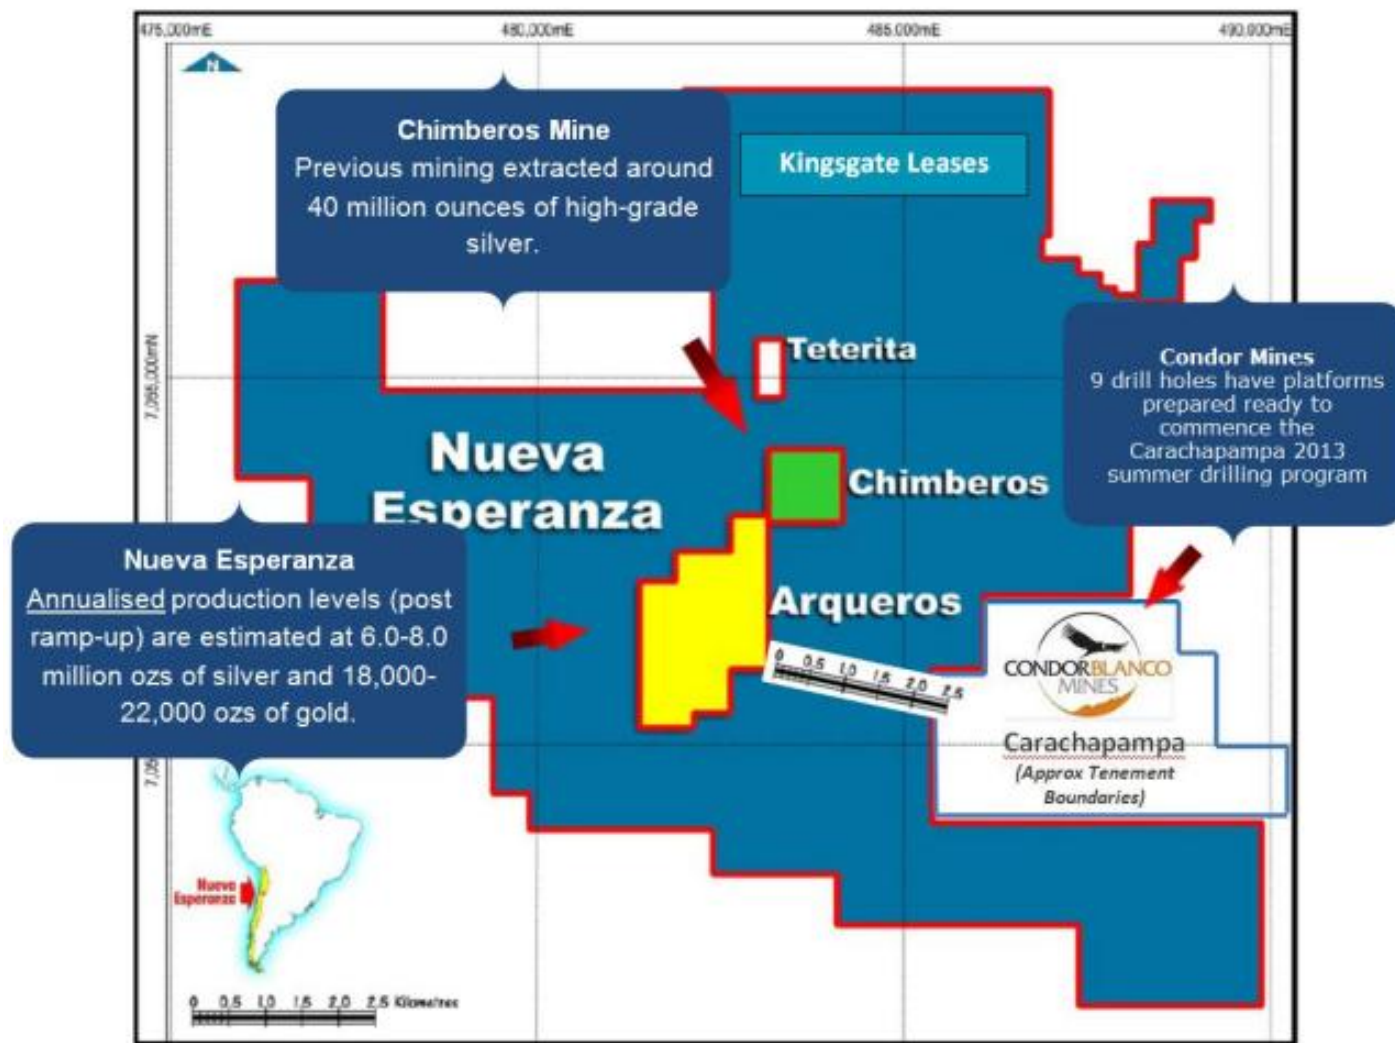 475,000mE
480,000mE
485,000mE
490,000mE
N
Chimberos Mine
Previous mining extracted around
40 million ounces of high-grade
silver.
Kingsgate Leases
7,055,000mN
Teterita
Condor Mines
9 drill holes have platforms
prepared ready to
commence the
Carachapampa 2013
summer drilling program
Nueva
Esperanza
Chimberos
Nueva Esperanza
Annualised production levels (post
ramp-up) are estimated at 6.0-8.0
million ozs of silver and 18,000-
22,000 ozs of gold.
Arqueros
0 0.5 1.0 1.5 2.0 2.5
CONDORBLANCO
MINES
Carachapampa
(Approx Tenement
Boundaries)
Nueva
Esperanza
0 0.5 1.0 1.5 2.0 2.5 Kilometres